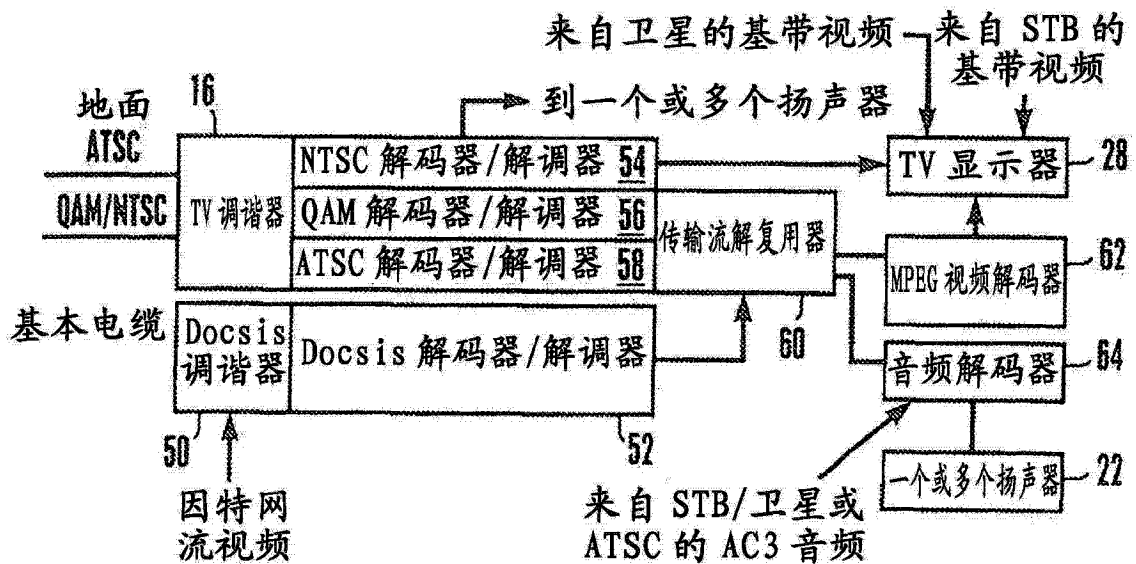 来自卫星的基带视频
来自 STB 的
基带视频
地面
ATSC
16
到一个或多个扬声器
QAM/NTSC
TV 调谐器
NTSC 解码器/解调器 54
QAM 解码器/解调器 56
ATSC 解码器/解调器 58
传输流解复用器
TV 显示器
28
MPEG 视频解码器
62
基本电缆
Docsis
调谐器
Docsis 解码器/解调器
60
音频解码器
64
50
52
一个或多个扬声器
22
因特网
流视频
来自 STB/卫星或
ATSC 的 AC3 音频